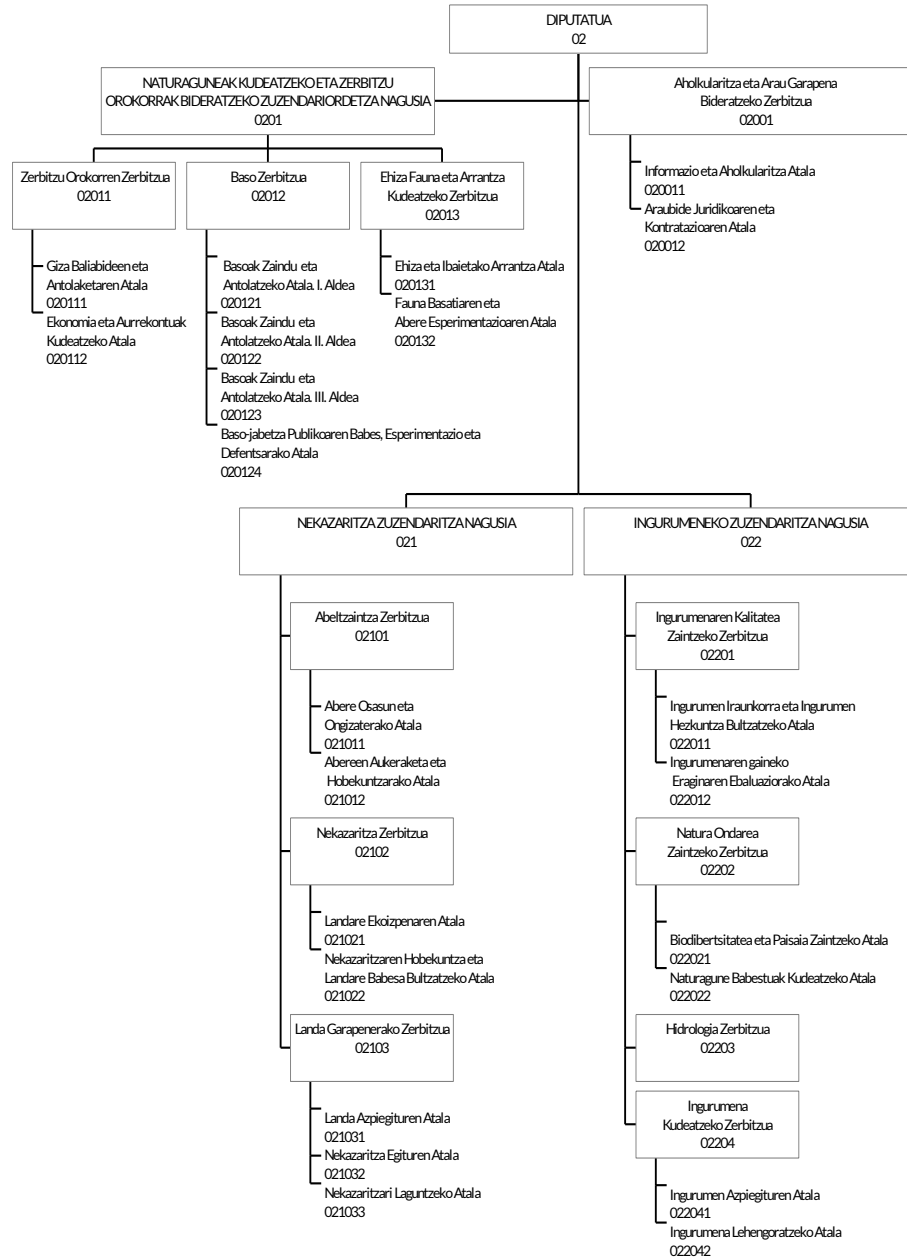 DIPUTATUA
02
NATURAGUNEAK KUDEATZEKO ETA ZERBITZU
OROKORRAK BIDERATZEKO ZUZENDARIORDETZA NAGUSIA
0201
Aholkularitza eta Arau Garapena
Bideratzeko Zerbitzua
02001
Informazio eta Aholkularitza Atala
020011
Araubide Juridikoaren eta
Kontratazioaren Atala
020012
Zerbitzu Orokorren Zerbitzua
02011
Giza Baliabideen eta
Antolaketaren Atala
020111
Ekonomia eta Aurrekontuak
Kudeatzeko Atala
020112
Baso Zerbitzua
02012
Basoak Zaindu eta
Antolatzeko Atala. I. Aldea
020121
Basoak Zaindu eta
Antolatzeko Atala. II. Aldea
020122
Basoak Zaindu eta
Antolatzeko Atala. III. Aldea
020123
Baso-jabetza Publikoaren Babes, Esperimentazio eta
Defentsarako Atala
020124
Ehiza Fauna eta Arrantza
Kudeatzeko Zerbitzua
02013
Ehiza eta Ibaietako Arrantza Atala
020131
Fauna Basatiaren eta
Abere Esperimentazioaren Atala
020132
NEKAZARITZA ZUZENDARITZA NAGUSIA
021
Abeltzaintza Zerbitzua
02101
Abere Osasun eta
Ongizaterako Atala
021011
Abereen Aukeraketa eta
Hobekuntzarako Atala
021012
Nekazaritza Zerbitzua
02102
Landare Ekoizpenaren Atala
021021
Nekazaritzaren Hobekuntza eta
Landare Babesa Bultzatzeko Atala
021022
Landa Garapenerako Zerbitzua
02103
Landa Azpiegituren Atala
021031
Nekazaritza Egituren Atala
021032
Nekazaritzari Laguntzeko Atala
021033
INGURUMENEKO ZUZENDARITZA NAGUSIA
022
Ingurumenaren Kalitatea
Zaintzeko Zerbitzua
02201
Ingurumen Iraunkorra eta Ingurumen
Hezkuntza Bultzatzeko Atala
022011
Ingurumenaren gaineko
Eraginaren Ebaluaziorako Atala
022012
Natura Ondarea
Zaintzeko Zerbitzua
02202
Biodibertsitatea eta Paisaia Zaintzeko Atala
022021
Naturagune Babestuak Kudeatzeko Atala
022022
Hidrologia Zerbitzua
02203
Ingurumena
Kudeatzeko Zerbitzua
02204
Ingurumen Azpiegituren Atala
022041
Ingurumena Lehengoratzeko Atala
022042